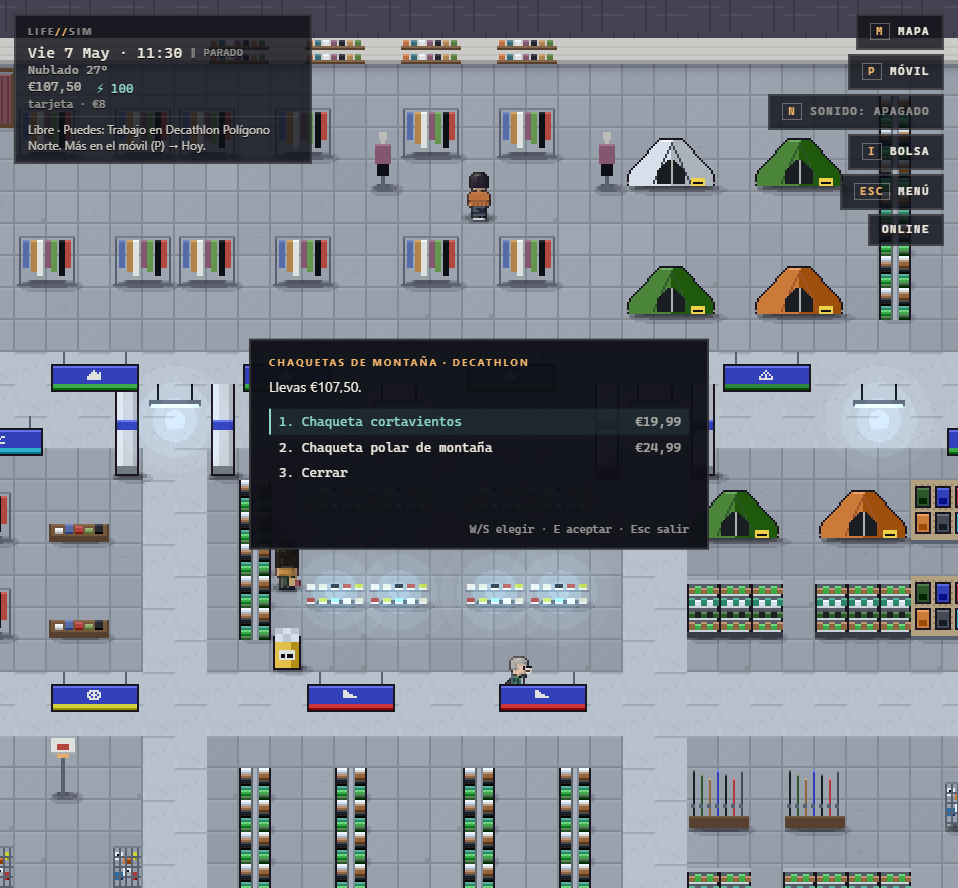 LIFE//SIM
Vie 7 May · 11:30 ‖ PARADO
Nublado 27°
€107,50 ⚡ 100
tarjeta · €8
Libre · Puedes: Trabajo en Decathlon Polígono
Norte. Más en el móvil (P) → Hoy.
M MAPA
P MÓVIL
N SONIDO: APAGADO
I BOLSA
ESC MENÚ
ONLINE
CHAQUETAS DE MONTAÑA · DECATHLON
Llevas €107,50.
1. Chaqueta cortavientos €19,99
2. Chaqueta polar de montaña €24,99
3. Cerrar
W/S elegir · E aceptar · Esc salir